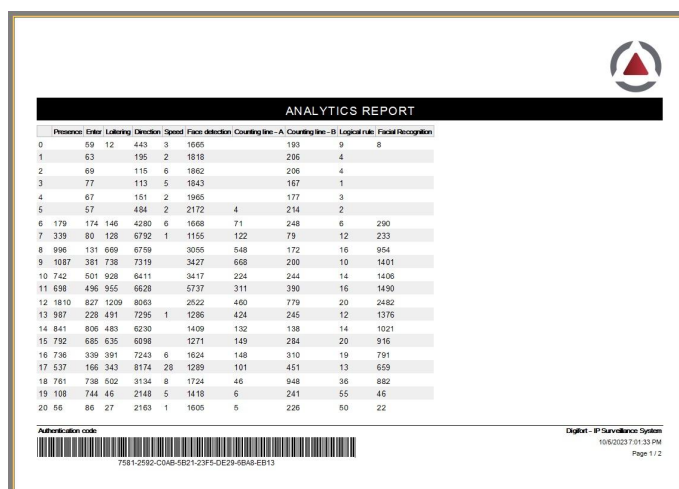 ANALYTICS REPORT
Presence Enter Loitering Direction Speed Face detection Counting line - A Counting line - B Logical rule Facial Recognition
0 59 12 443 3 1665 193 9 8
1 63 195 2 1818 206 4
2 69 115 6 1862 206 4
3 77 113 5 1843 167 1
4 67 151 2 1965 177 3
5 57 484 2 2172 4 214 2
6 179 174 146 4280 6 1668 71 248 6 290
7 339 80 128 6792 1 1155 122 79 12 233
8 996 131 669 6759 3055 548 172 16 954
9 1087 381 738 7319 3427 668 200 10 1401
10 742 501 928 6411 3417 224 244 14 1406
11 698 496 955 6628 5737 311 390 16 1490
12 1810 827 1209 8063 2522 460 779 20 2482
13 987 228 491 7295 1 1286 424 245 12 1376
14 841 806 483 6230 1409 132 138 14 1021
15 792 685 635 6098 1271 149 284 20 916
16 736 339 391 7243 6 1624 148 310 19 791
17 537 166 343 8174 28 1289 101 451 13 659
18 761 738 502 3134 8 1724 46 948 36 882
19 108 744 46 2148 5 1418 6 241 55 46
20 56 86 27 2163 1 1605 5 226 50 22
Authentication code
7581-2592-C0AB-5B21-23F5-DE29-6BA8-EB13
Digifort - IP Surveillance System
10/5/2023 7:01:33 PM
Page 1 / 2